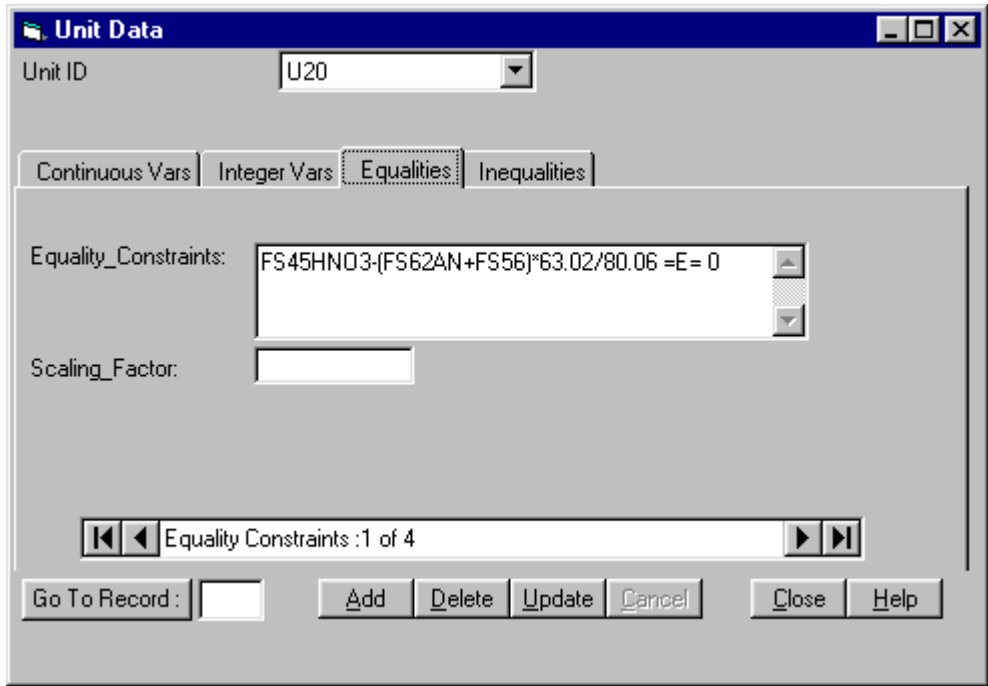 Unit Data
Unit ID U20
Continuous Vars Integer Vars Equalities Inequalities
Equality_Constraints: FS45HNO3-(FS62AN+FS56)*63.02/80.06 =E= 0
Scaling_Factor:
Equality Constraints :1 of 4
Go To Record : Add Delete Update Cancel Close Help